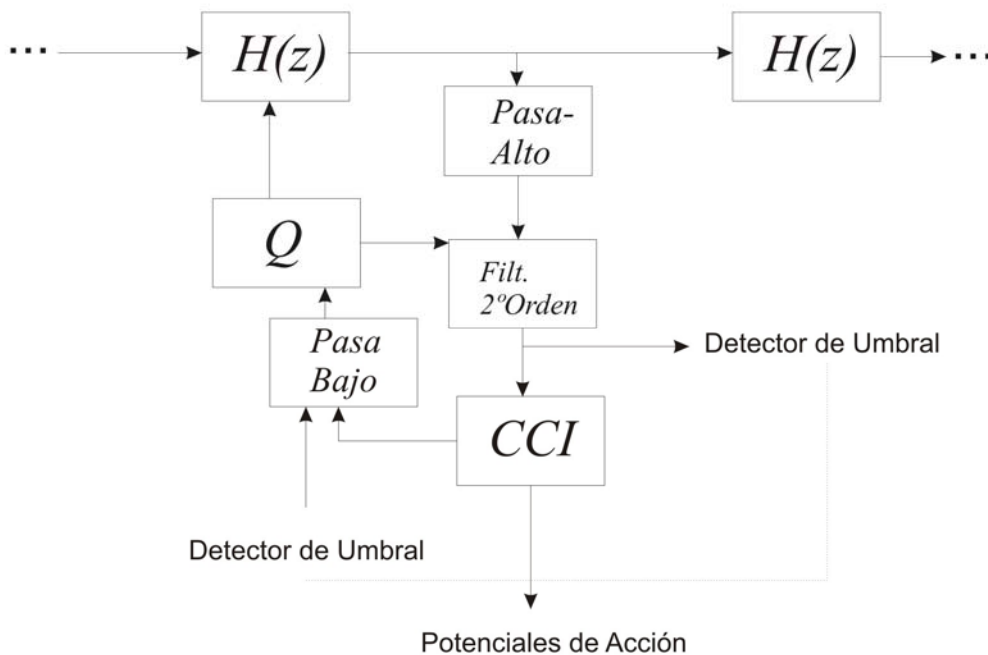 ...
H(z)
H(z)
...
Pasa-
Alto
Q
Filt.
2ºOrden
Pasa
Bajo
Detector de Umbral
CCI
Detector de Umbral
Potenciales de Acción